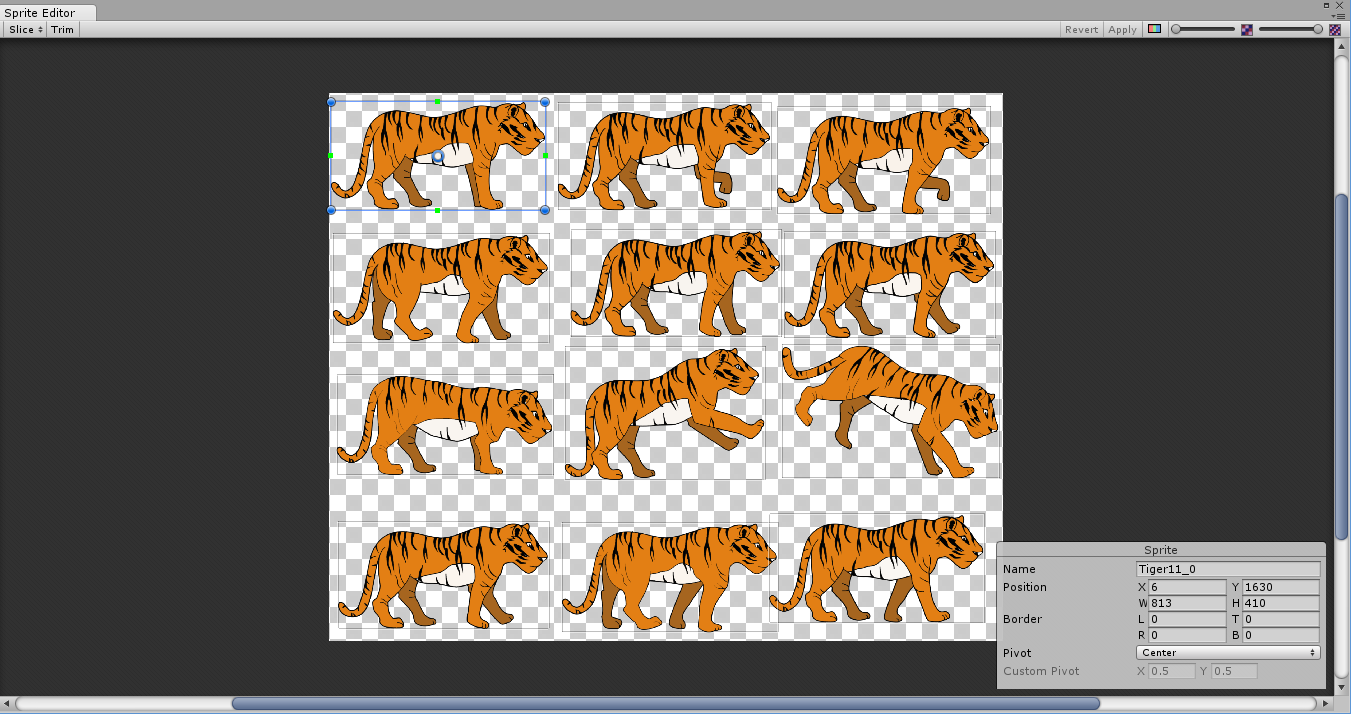 Sprite Editor
Slice Trim Revert Apply
Sprite
Name Tiger11_0
Position X 6 Y 1630
W 813 H 410
Border L 0 T 0
R 0 B 0
Pivot Center
Custom Pivot X 0.5 Y 0.5